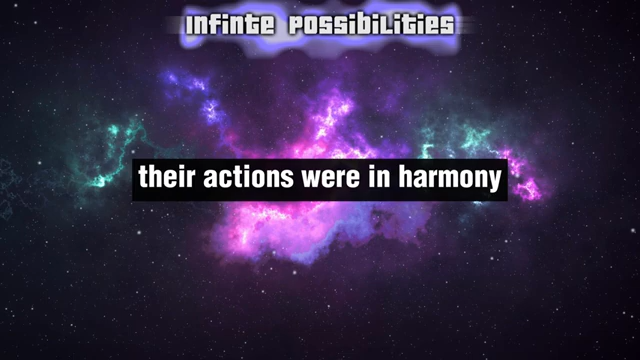 Infinte Possibilities
their actions were in harmony